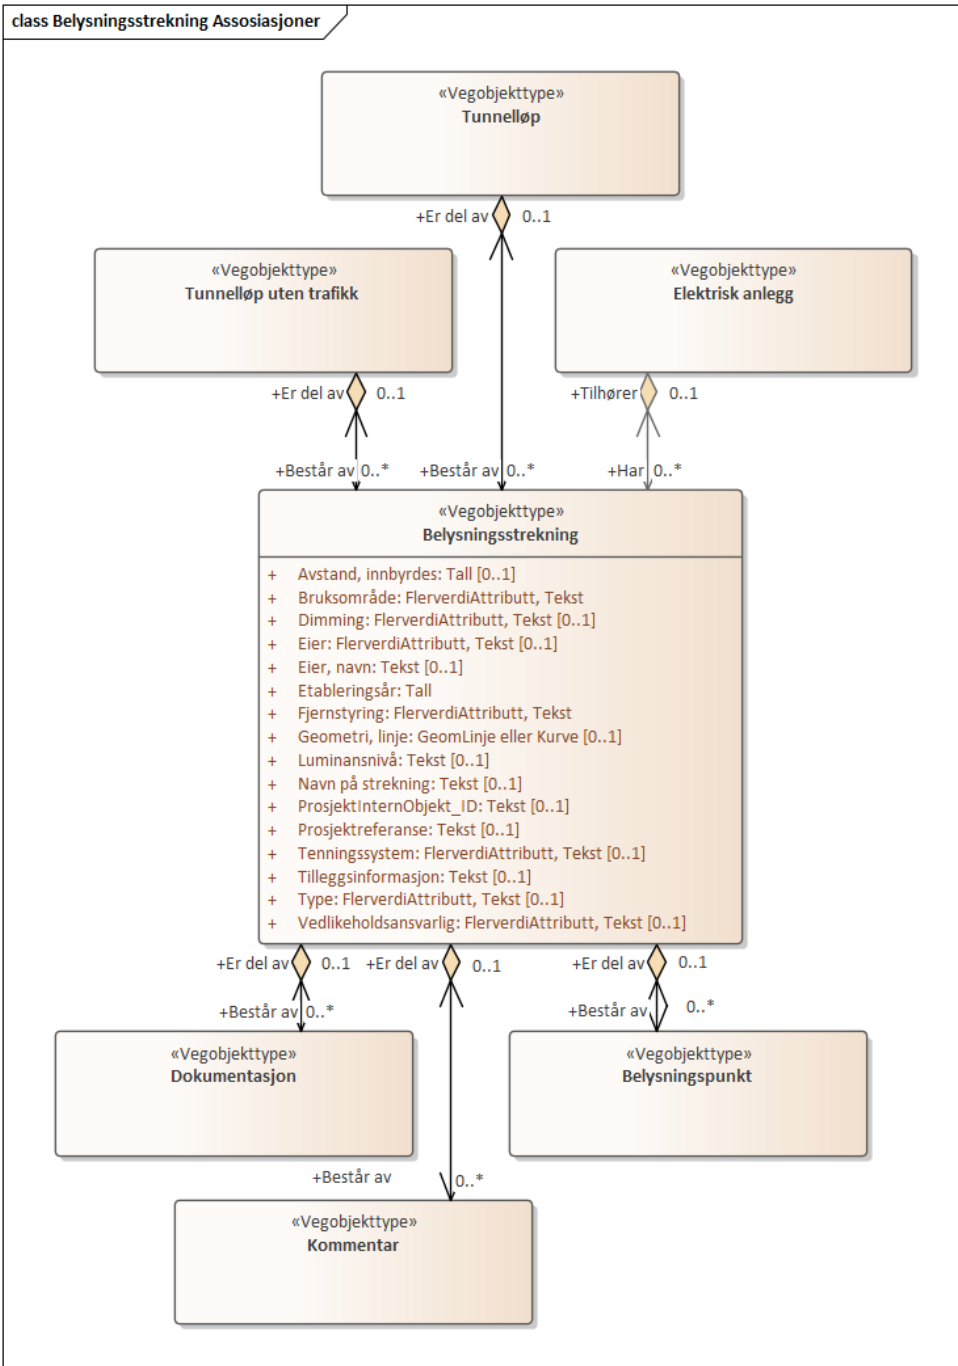 class Belysningsstrekning Assosiasjoner
«Vegobjekttype»
Tunnelløp
+Er del av 0..1
«Vegobjekttype»
Tunnelløp uten trafikk
«Vegobjekttype»
Elektrisk anlegg
+Er del av 0..1
+Tilhører 0..1
+Består av 0..*
+Består av 0..*
+Har 0..*
«Vegobjekttype»
Belysningsstrekning
+ Avstand, innbyrdes: Tall [0..1]
+ Bruksområde: FlerverdiAttributt, Tekst
+ Dimming: FlerverdiAttributt, Tekst [0..1]
+ Eier: FlerverdiAttributt, Tekst [0..1]
+ Eier, navn: Tekst [0..1]
+ Etableringsår: Tall
+ Fjernstyring: FlerverdiAttributt, Tekst
+ Geometri, linje: GeomLinje eller Kurve [0..1]
+ Luminansnivå: Tekst [0..1]
+ Navn på strekning: Tekst [0..1]
+ ProsjektInternObjekt_ID: Tekst [0..1]
+ Prosjektreferanse: Tekst [0..1]
+ Tenningssystem: FlerverdiAttributt, Tekst [0..1]
+ Tilleggsinformasjon: Tekst [0..1]
+ Type: FlerverdiAttributt, Tekst [0..1]
+ Vedlikeholdsansvarlig: FlerverdiAttributt, Tekst [0..1]
+Er del av 0..1
+Er del av 0..1
+Er del av 0..1
+Består av 0..*
+Består av 0..*
«Vegobjekttype»
Dokumentasjon
«Vegobjekttype»
Belysningspunkt
+Består av 0..*
«Vegobjekttype»
Kommentar